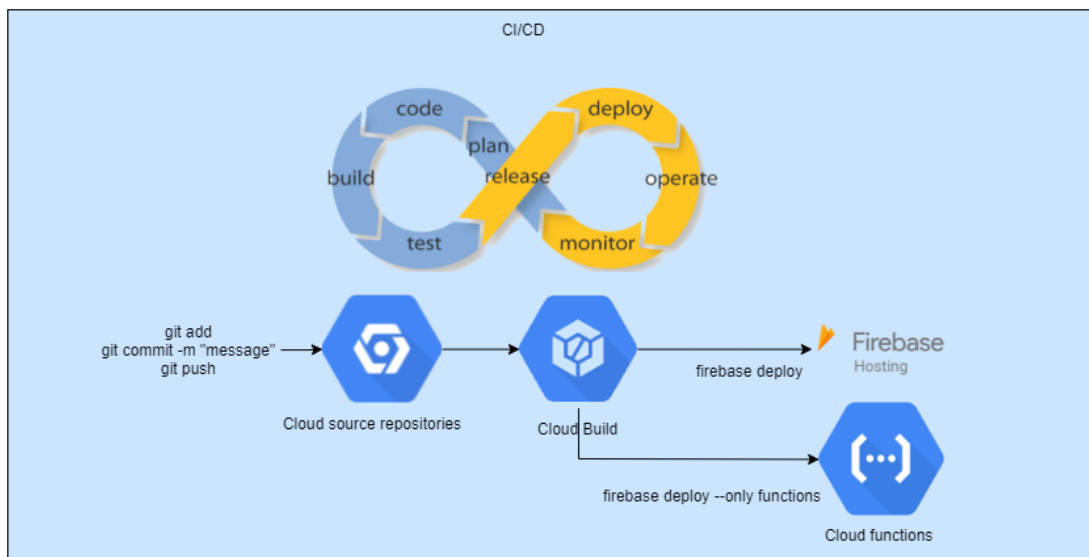 CI/CD
code
deploy
plan
build
release
operate
test
monitor
git add
git commit -m "message"
git push
Cloud source repositories
Cloud Build
firebase deploy
Firebase
Hosting
firebase deploy --only functions
Cloud functions